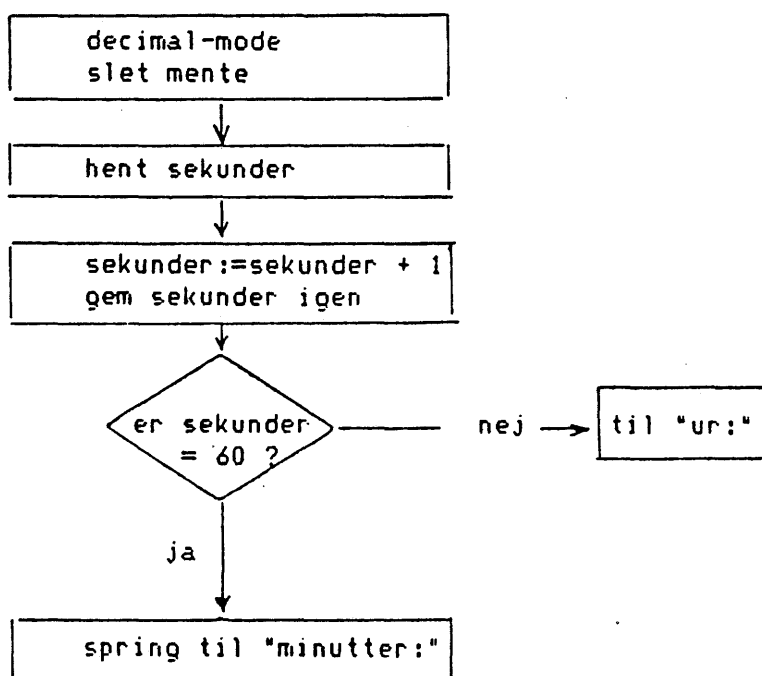 decimal-mode
slet mente
hent sekunder
sekunder:=sekunder + 1
gem sekunder igen
er sekunder
= 60 ?
nej
til "ur:"
ja
spring til "minutter:"